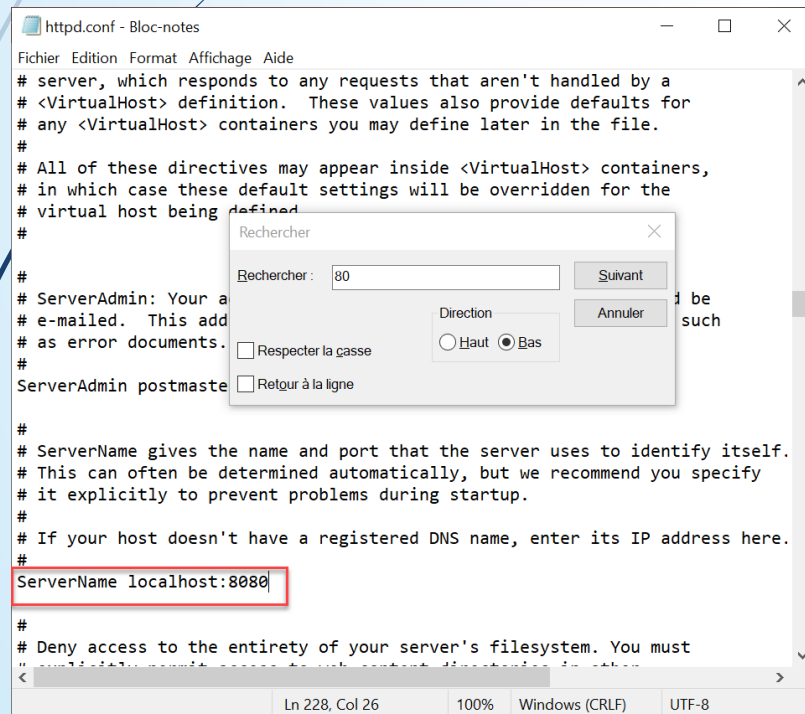 httpd.conf - Bloc-notes
Fichier Edition Format Affichage Aide
# server, which responds to any requests that aren't handled by a
# <VirtualHost> definition.  These values also provide defaults for
# any <VirtualHost> containers you may define later in the file.
#
# All of these directives may appear inside <VirtualHost> containers,
# in which case these default settings will be overridden for the
# virtual host being defined
#
#
# ServerAdmin: Your a
d be
# e-mailed.  This add
such
# as error documents.
#
ServerAdmin postmaste
Rechercher
Rechercher : 80
Suivant
Annuler
Direction
Haut Bas
Respecter la casse
Retour à la ligne
#
# ServerName gives the name and port that the server uses to identify itself.
# This can often be determined automatically, but we recommend you specify
# it explicitly to prevent problems during startup.
#
# If your host doesn't have a registered DNS name, enter its IP address here.
#
ServerName localhost:8080
#
# Deny access to the entirety of your server's filesystem. You must
Ln 228, Col 26 100% Windows (CRLF) UTF-8